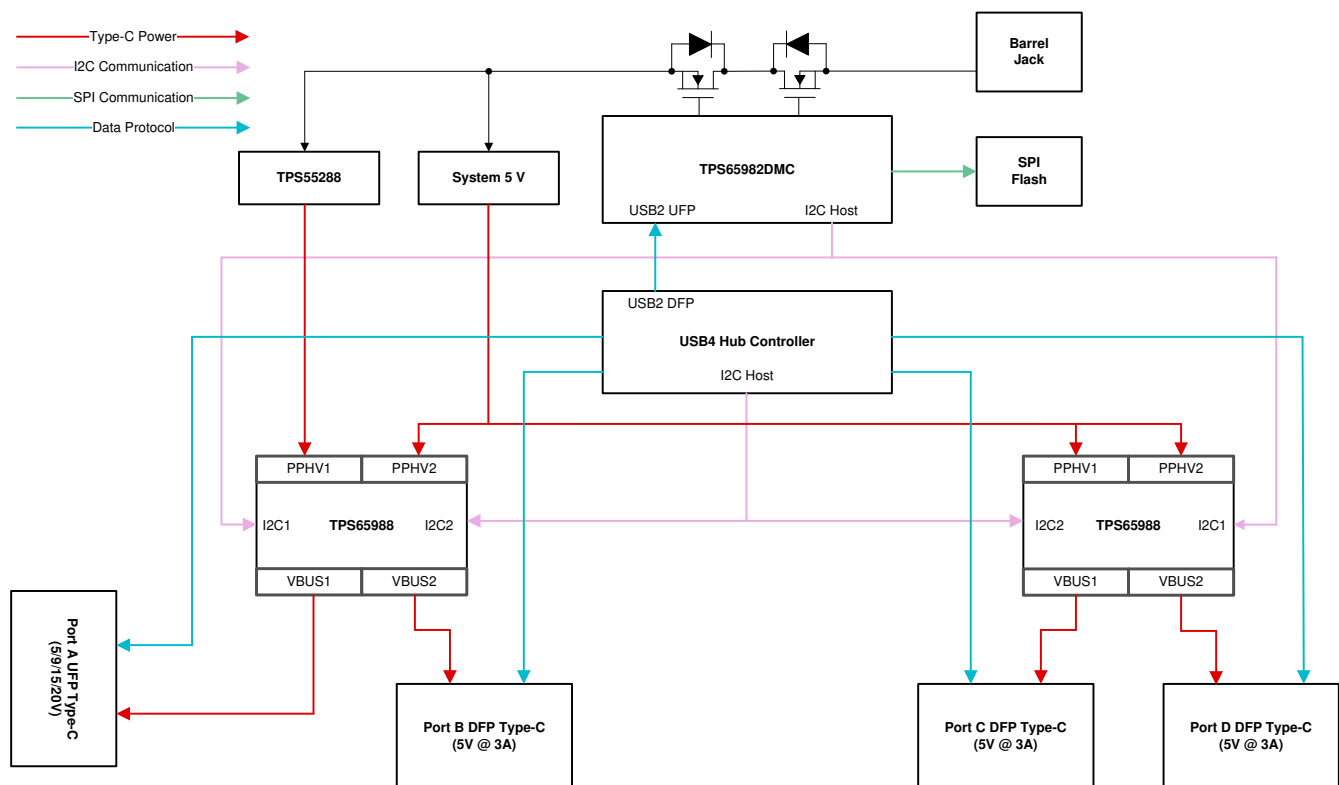 Type-C Power
I2C Communication
SPI Communication
Data Protocol
Barrel
Jack
TPS55288
System 5 V
TPS65982DMC
USB2 UFP
I2C Host
SPI
Flash
USB2 DFP
USB4 Hub Controller
I2C Host
PPHV1
PPHV2
I2C1
TPS65988
I2C2
VBUS1
VBUS2
PPHV1
PPHV2
I2C2
TPS65988
I2C1
VBUS1
VBUS2
Port A UFP Type-C
(5/9/15/20V)
Port B DFP Type-C
(5V @ 3A)
Port C DFP Type-C
(5V @ 3A)
Port D DFP Type-C
(5V @ 3A)